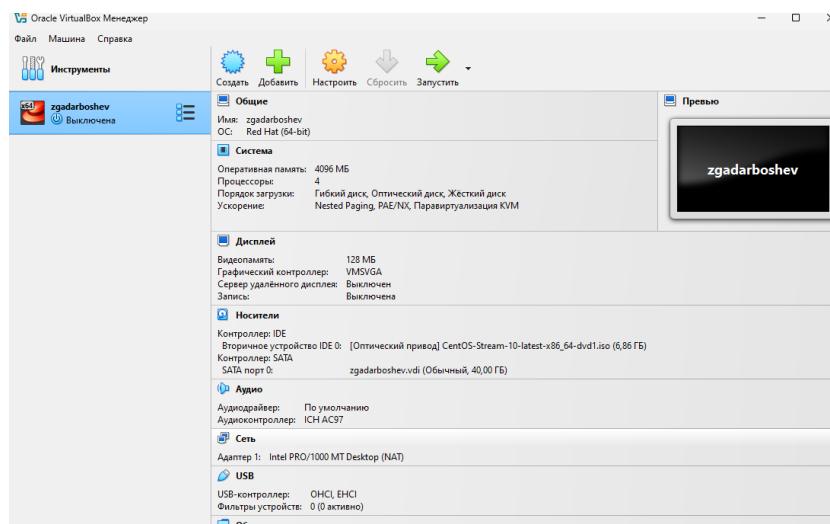 Oracle VirtualBox Менеджер
Файл Машина Справка
Инструменты
Создать Добавить Настроить Сбросить Запустить
x64
zgadarboshev
Выключена
Общие
Имя: zgadarboshev
ОС: Red Hat (64-bit)
Превью
zgadarboshev
Система
Оперативная память: 4096 МБ
Процессоры: 4
Порядок загрузки: Гибкий диск, Оптический диск, Жёсткий диск
Ускорение: Nested Paging, PAE/NX, Паравиртуализация KVM
Дисплей
Видеопамять: 128 МБ
Графический контроллер: VMSVGA
Сервер удалённого дисплея: Выключен
Запись: Выключена
Носители
Контроллер: IDE
Вторичное устройство IDE 0: [Оптический привод] CentOS-Stream-10-latest-x86_64-dvd1.iso (6,86 ГБ)
Контроллер: SATA
SATA порт 0: zgadarboshev.vdi (Обычный, 40,00 ГБ)
Аудио
Аудиодрайвер: По умолчанию
Аудиоконтроллер: ICH AC97
Сеть
Адаптер 1: Intel PRO/1000 MT Desktop (NAT)
USB
USB-контроллер: OHCI, EHCI
Фильтры устройств: 0 (0 активно)